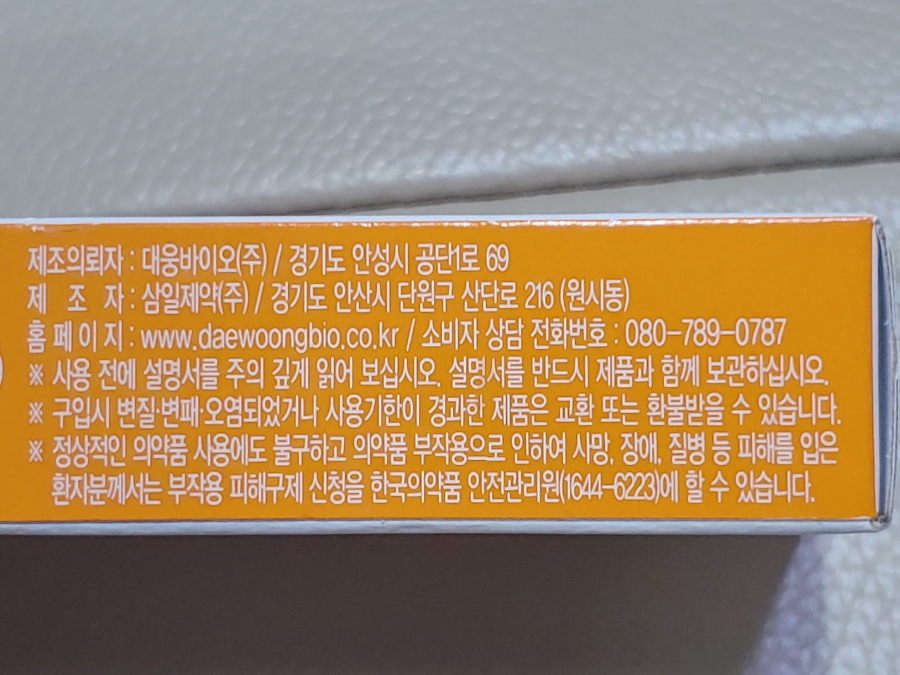 제조의뢰자 : 대웅바이오(주) / 경기도 안성시 공단1로 69
제 조 자 : 삼일제약(주) / 경기도 안산시 단원구 산단로 216 (원시동)
홈페이지 : www.daewoongbio.co.kr / 소비자 상담 전화번호 : 080-789-0787
※ 사용 전에 설명서를 주의 깊게 읽어 보십시오. 설명서를 반드시 제품과 함께 보관하십시오.
※ 구입시 변질·변패·오염되었거나 사용기한이 경과한 제품은 교환 또는 환불받을 수 있습니다.
※ 정상적인 의약품 사용에도 불구하고 의약품 부작용으로 인하여 사망, 장애, 질병 등 피해를 입은
환자분께서는 부작용 피해구제 신청을 한국의약품 안전관리원(1644-6223)에 할 수 있습니다.